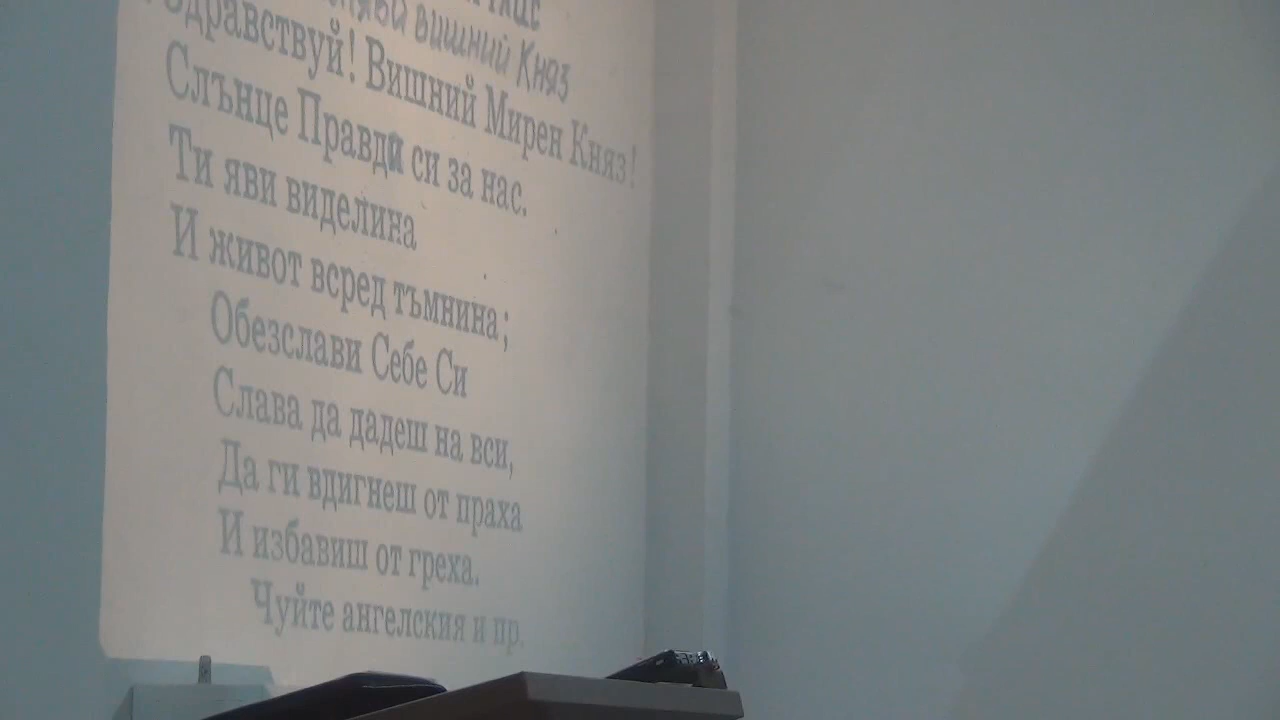 вишний Княз
Здравствуй! Вишний Мирен Княз!
Слънце Правди си за нас.
Ти яви виделина
И живот всред тъмнина;
Обезслави Себе Си
Слава да дадеш на вси,
Да ги вдигнеш от праха
И избавиш от греха.
Чуйте ангелския и пр.